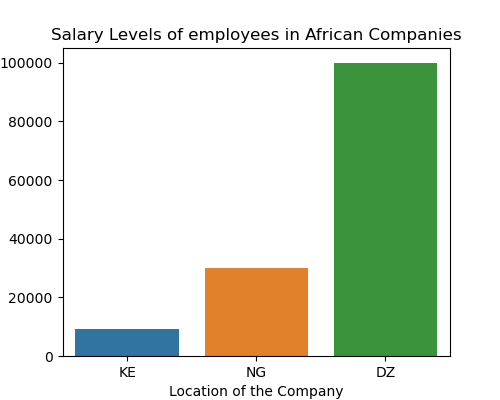 Salary Levels of employees in African Companies
100000
80000
60000
40000
20000
0
KE NG DZ
Location of the Company